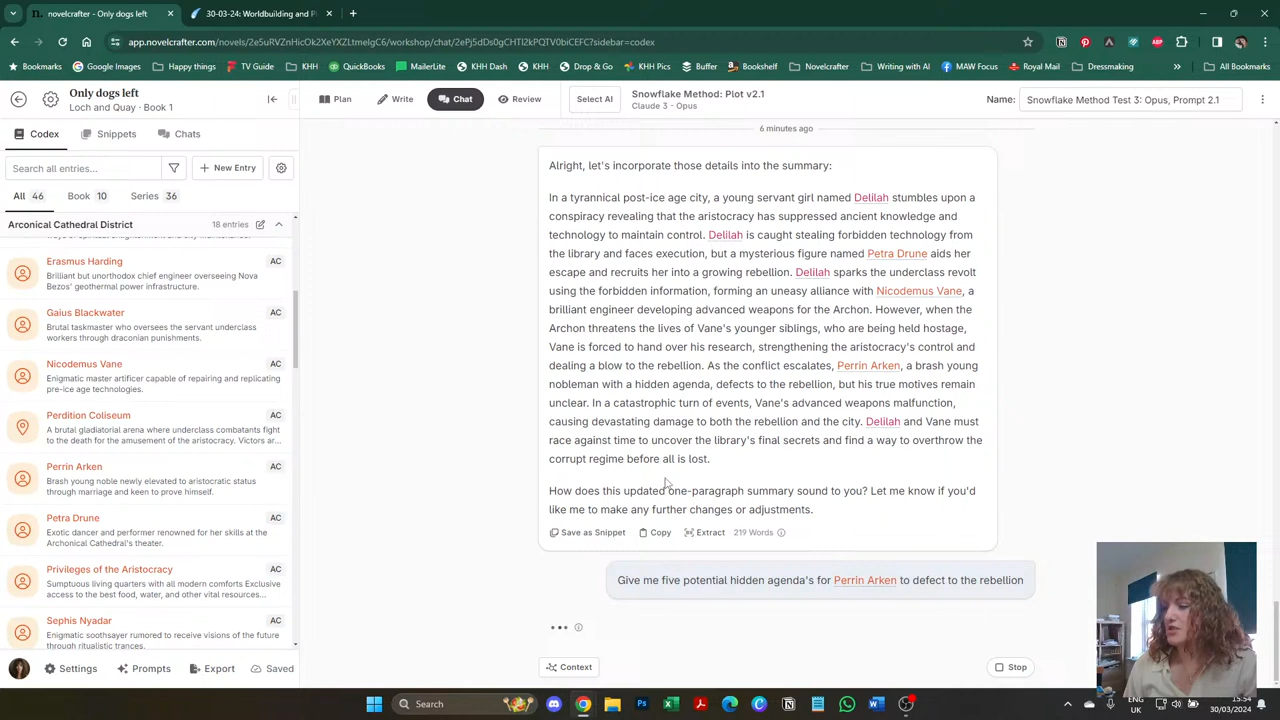 novelcrafter - Only dogs left
30-03-24: Worldbuilding and P
app.novelcrafter.com/novels/2e5uRVZnHicOk2XeYXZLtmelgC6/workshop/chat/2ePj5dDs0gCHTI2kPQTV0biCEFC?sidebar=codex
Bookmarks
Google Images
Happy things
TV Guide
KHH
QuickBooks
MailerLite
KHH Dash
KHH
Drop & Go
KHH Pics
Buffer
Bookshelf
Novelcrafter
Writing with AI
MAW Focus
Dressmaking
All Bookmarks
Only dogs left
Loch and Quay · Book 1
Plan
Write
Chat
Review
Select AI
Snowflake Method: Plot v2.1
Claude 3 - Opus
Name:
Snowflake Method Test 3: Opus, Prompt 2.1
Codex
Snippets
Chats
Search all entries...
+ New Entry
All 46
Book 10
Series 36
Arconical Cathedral District
18 entries
Erasmus Harding
AC
Brilliant but unorthodox chief engineer overseeing Nova
Bezos' geothermal power infrastructure.
Gaius Blackwater
AC
Brutal taskmaster who oversees the servant underclass
workers through draconian punishments.
Nicodemus Vane
AC
Enigmatic master artificer capable of repairing and replicating
pre-ice age technologies.
Perdition Coliseum
AC
A brutal gladiatorial arena where underclass combatants fight
to the death for the amusement of the aristocracy. Victors ar...
Perrin Arken
AC
Brash young noble newly elevated to aristocratic status
through marriage and keen to prove himself.
Petra Drune
AC
Exotic dancer and performer renowned for her skills at the
Archonical Cathedral's theater.
Privileges of the Aristocracy
AC
Sumptuous living quarters with all modern comforts Exclusive
access to the best food, water, and other vital resources...
Sephis Nyadar
AC
Enigmatic soothsayer rumored to receive visions of the future
through ritualistic trances.
Settings
Prompts
Export
Saved
6 minutes ago
Alright, let's incorporate those details into the summary:
In a tyrannical post-ice age city, a young servant girl named Delilah stumbles upon a
conspiracy revealing that the aristocracy has suppressed ancient knowledge and
technology to maintain control. Delilah is caught stealing forbidden technology from
the library and faces execution, but a mysterious figure named Petra Drune aids her
escape and recruits her into a growing rebellion. Delilah sparks the underclass revolt
using the forbidden information, forming an uneasy alliance with Nicodemus Vane, a
brilliant engineer developing advanced weapons for the Archon. However, when the
Archon threatens the lives of Vane's younger siblings, who are being held hostage,
Vane is forced to hand over his research, strengthening the aristocracy's control and
dealing a blow to the rebellion. As the conflict escalates, Perrin Arken, a brash young
nobleman with a hidden agenda, defects to the rebellion, but his true motives remain
unclear. In a catastrophic turn of events, Vane's advanced weapons malfunction,
causing devastating damage to both the rebellion and the city. Delilah and Vane must
race against time to uncover the library's final secrets and find a way to overthrow the
corrupt regime before all is lost.
How does this updated one-paragraph summary sound to you? Let me know if you'd
like me to make any further changes or adjustments.
Save as Snippet
Copy
Extract
219 Words
Give me five potential hidden agenda's for Perrin Arken to defect to the rebellion
Context
Stop
Search
ENG
UK
15:54
30/03/2024